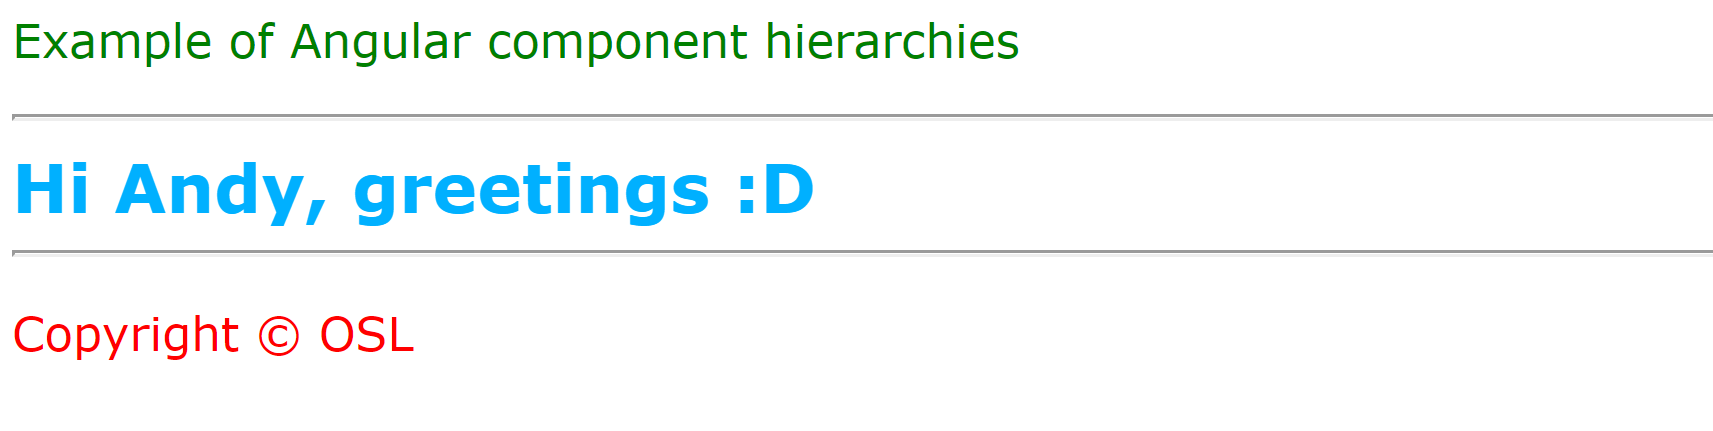 Example of Angular component hierarchies
Hi Andy, greetings :D
Copyright © OSL